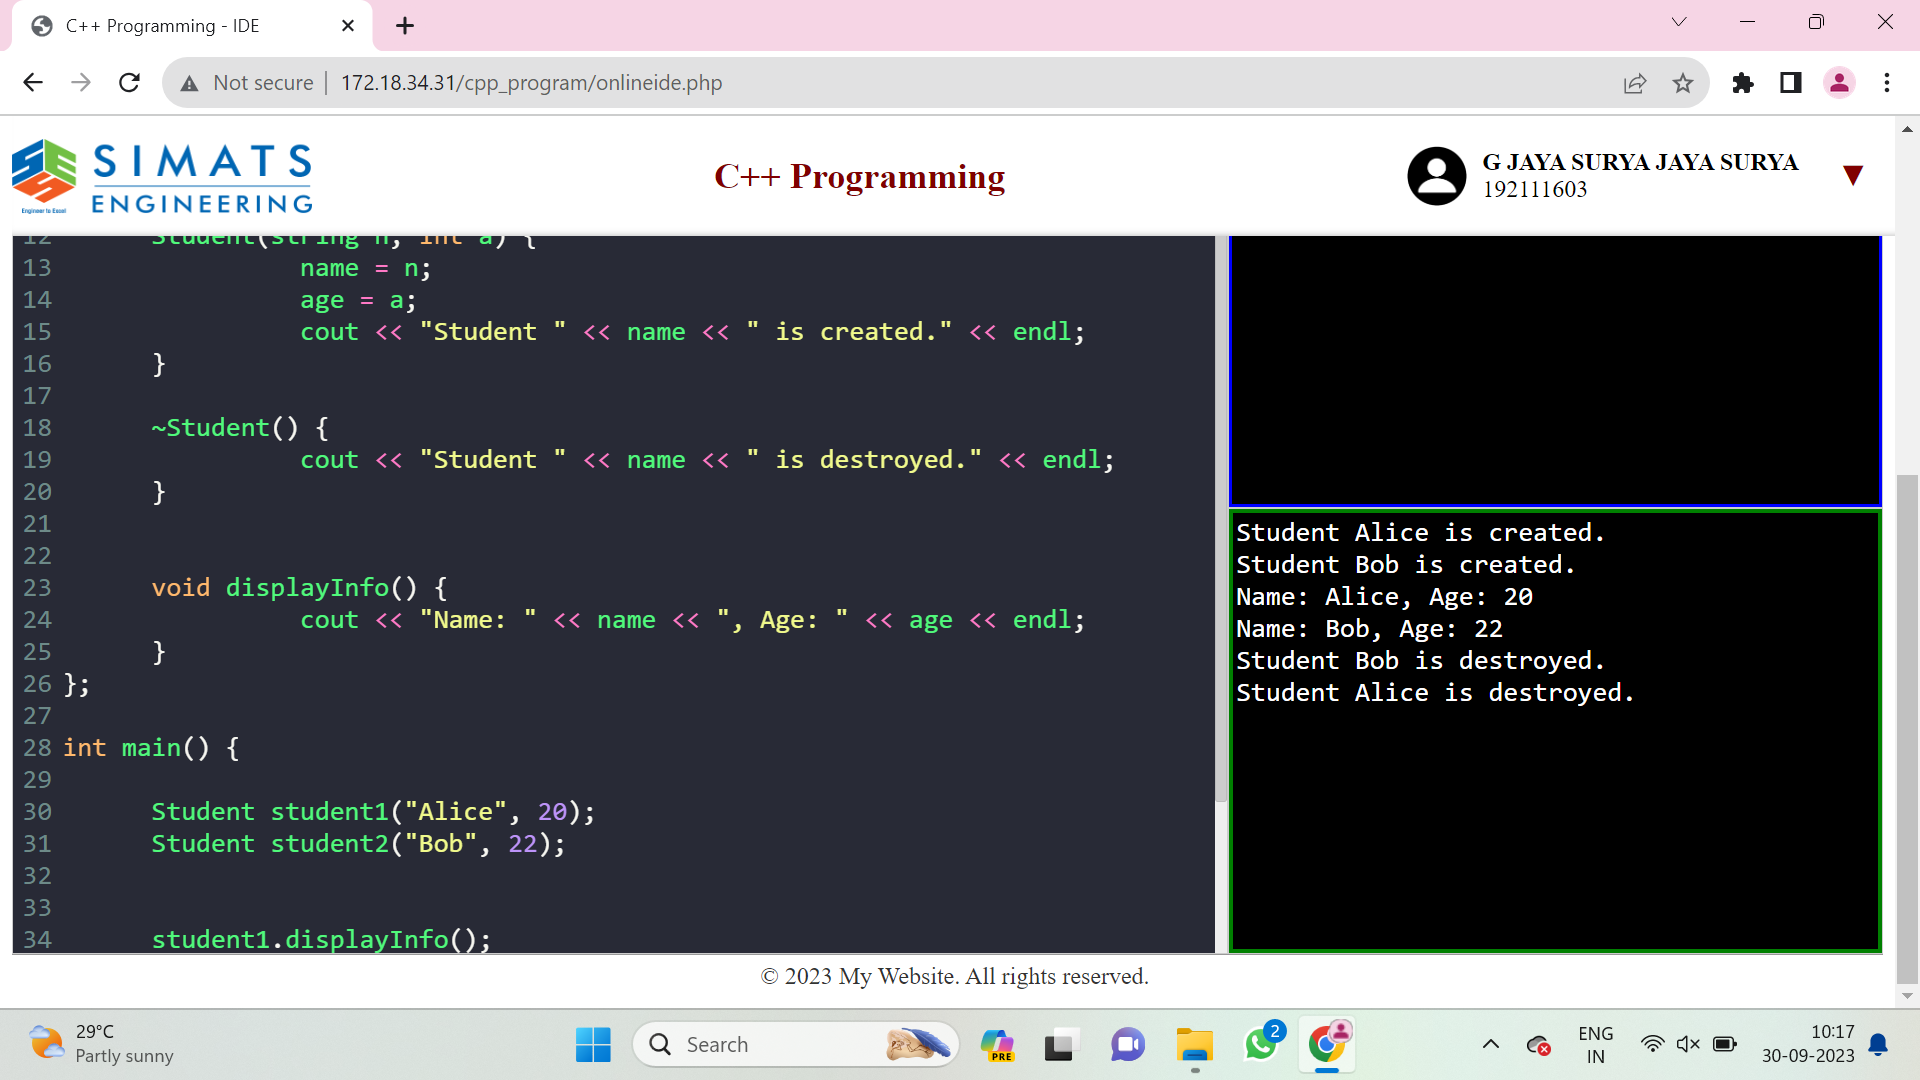 C++ Programming - IDE
Not secure | 172.18.34.31/cpp_program/onlineide.php
SIMATS
ENGINEERING
Engineer to Excel
C++ Programming
G JAYA SURYA JAYA SURYA
192111603
12 Student(string n, int a) {
13 name = n;
14 age = a;
15 cout << "Student " << name << " is created." << endl;
16 }
17
18 ~Student() {
19 cout << "Student " << name << " is destroyed." << endl;
20 }
21
22
23 void displayInfo() {
24 cout << "Name: " << name << ", Age: " << age << endl;
25 }
26 };
27
28 int main() {
29
30 Student student1("Alice", 20);
31 Student student2("Bob", 22);
32
33
34 student1.displayInfo();
Student Alice is created.
Student Bob is created.
Name: Alice, Age: 20
Name: Bob, Age: 22
Student Bob is destroyed.
Student Alice is destroyed.
© 2023 My Website. All rights reserved.
29°C
Partly sunny
Search
PRE
2
ENG
IN
10:17
30-09-2023